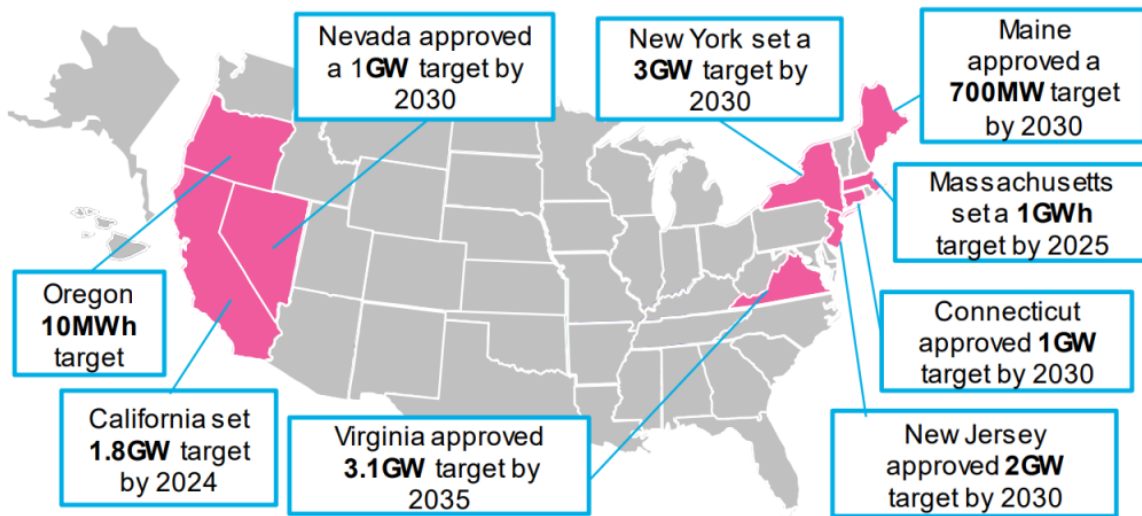 Nevada approved
a 1GW target by
2030
New York set a
3GW target by
2030
Maine
approved a
700MW target
by 2030
Massachusetts
set a 1GWh
target by 2025
Oregon
10MWh
target
Connecticut
approved 1GW
target by 2030
California set
1.8GW target
by 2024
Virginia approved
3.1GW target by
2035
New Jersey
approved 2GW
target by 2030